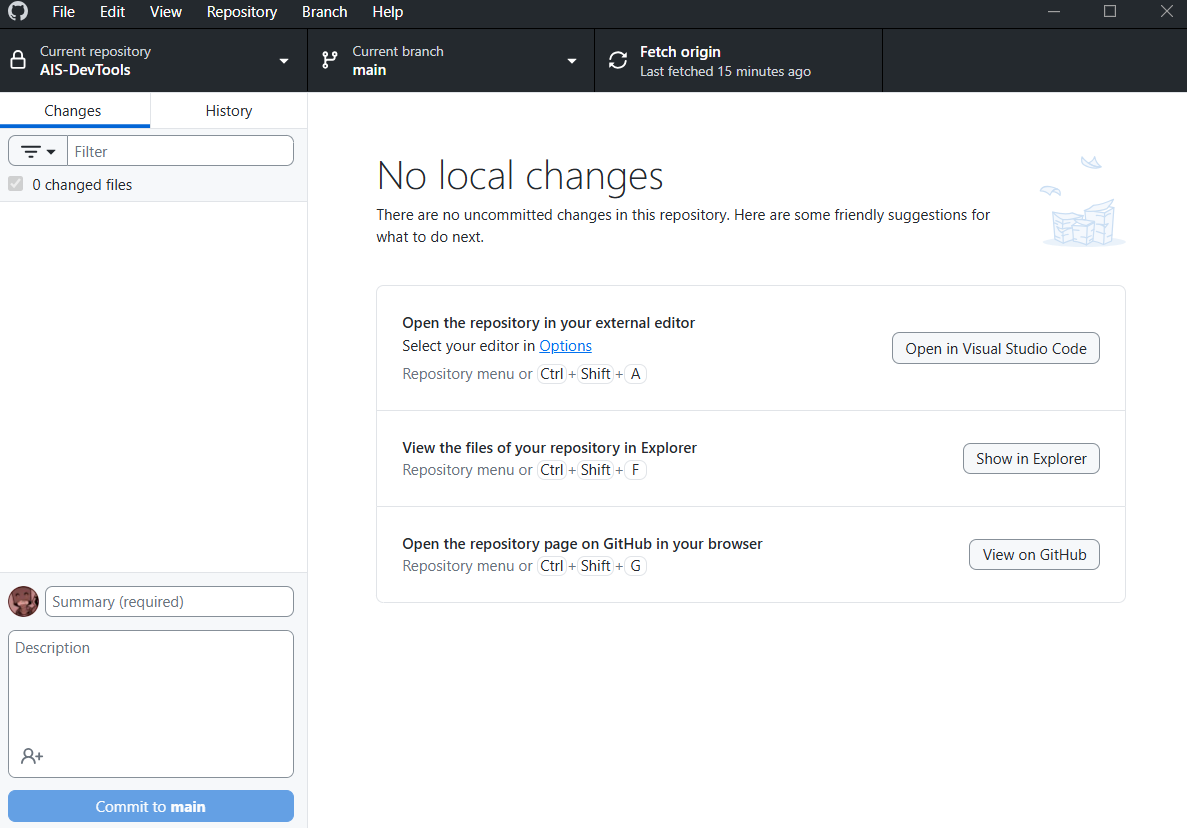 File Edit View Repository Branch Help
Current repository
AIS-DevTools
Current branch
main
Fetch origin
Last fetched 15 minutes ago
Changes
History
Filter
0 changed files
No local changes
There are no uncommitted changes in this repository. Here are some friendly suggestions for
what to do next.
Open the repository in your external editor
Select your editor in Options
Repository menu or Ctrl + Shift + A
Open in Visual Studio Code
View the files of your repository in Explorer
Repository menu or Ctrl + Shift + F
Show in Explorer
Open the repository page on GitHub in your browser
Repository menu or Ctrl + Shift + G
View on GitHub
Summary (required)
Description
Commit to main